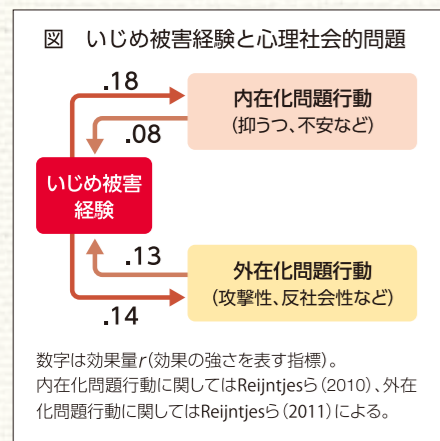 図　いじめ被害経験と心理社会的問題
.18
内在化問題行動
(抑うつ、不安など)
.08
いじめ被害
経験
.13
外在化問題行動
(攻撃性、反社会性など)
.14
数字は効果量r(効果の強さを表す指標)。
内在化問題行動に関してはReijntjesら(2010)、外在
化問題行動に関してはReijntjesら(2011)による。